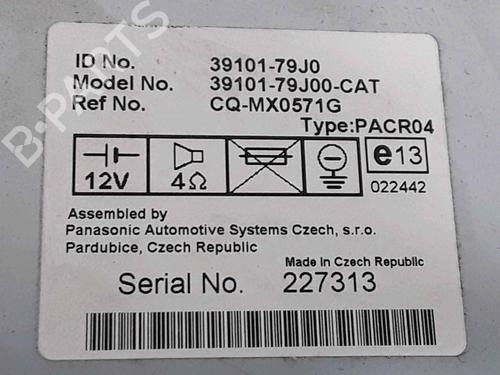 ID No. 39101-79J0
Model No. 39101-79J00-CAT
Ref No. CQ-MX0571G
Type:PACR04
12V 4Ω e13
022442
Assembled by
Panasonic Automotive Systems Czech, s.r.o.
Pardubice, Czech Republic
Made in Czech Republic
Serial No. 227313
B-PARTS